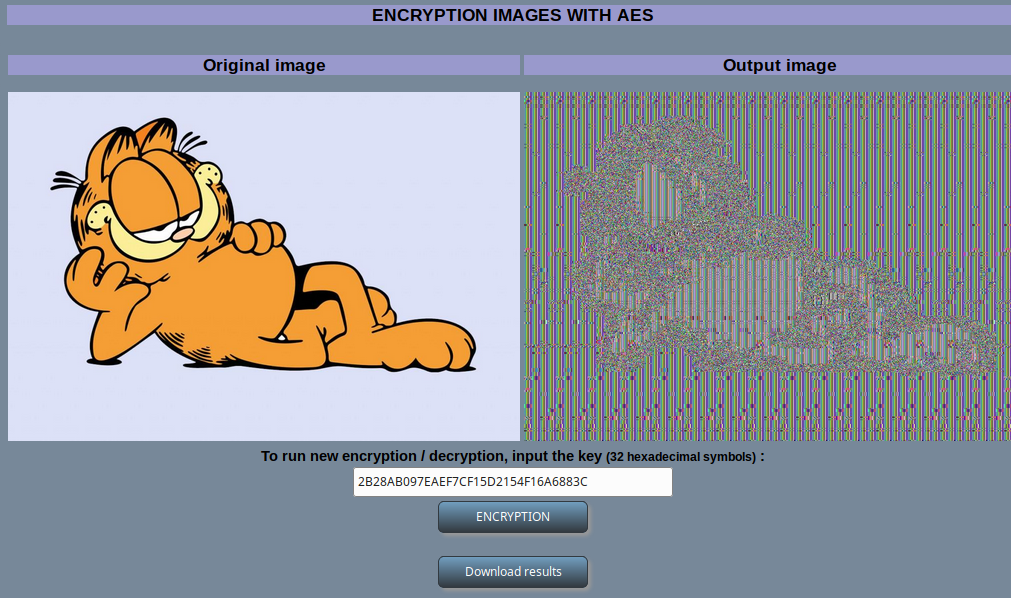 ENCRYPTION IMAGES WITH AES
Original image
Output image
To run new encryption / decryption, input the key (32 hexadecimal symbols) :
2B28AB097EAEF7CF15D2154F16A6883C
ENCRYPTION
Download results